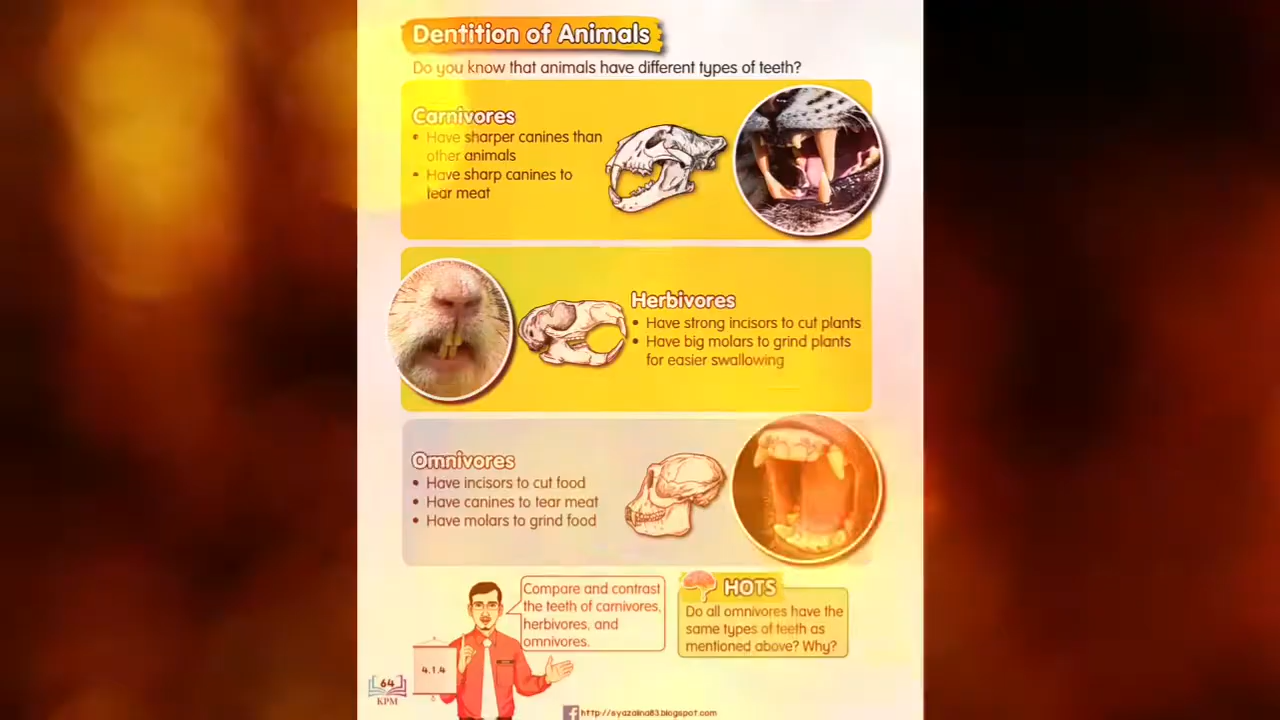 Dentition of Animals
Do you know that animals have different types of teeth?
Carnivores
• Have sharper canines than
other animals
• Have sharp canines to
tear meat
Herbivores
• Have strong incisors to cut plants
• Have big molars to grind plants
for easier swallowing
Omnivores
• Have incisors to cut food
• Have canines to tear meat
• Have molars to grind food
Compare and contrast
the teeth of carnivores,
herbivores, and
omnivores.
HOTS
Do all omnivores have the
same types of teeth as
mentioned above? Why?
4.1.4
64
KPM
http://syazalina83.blogspot.com